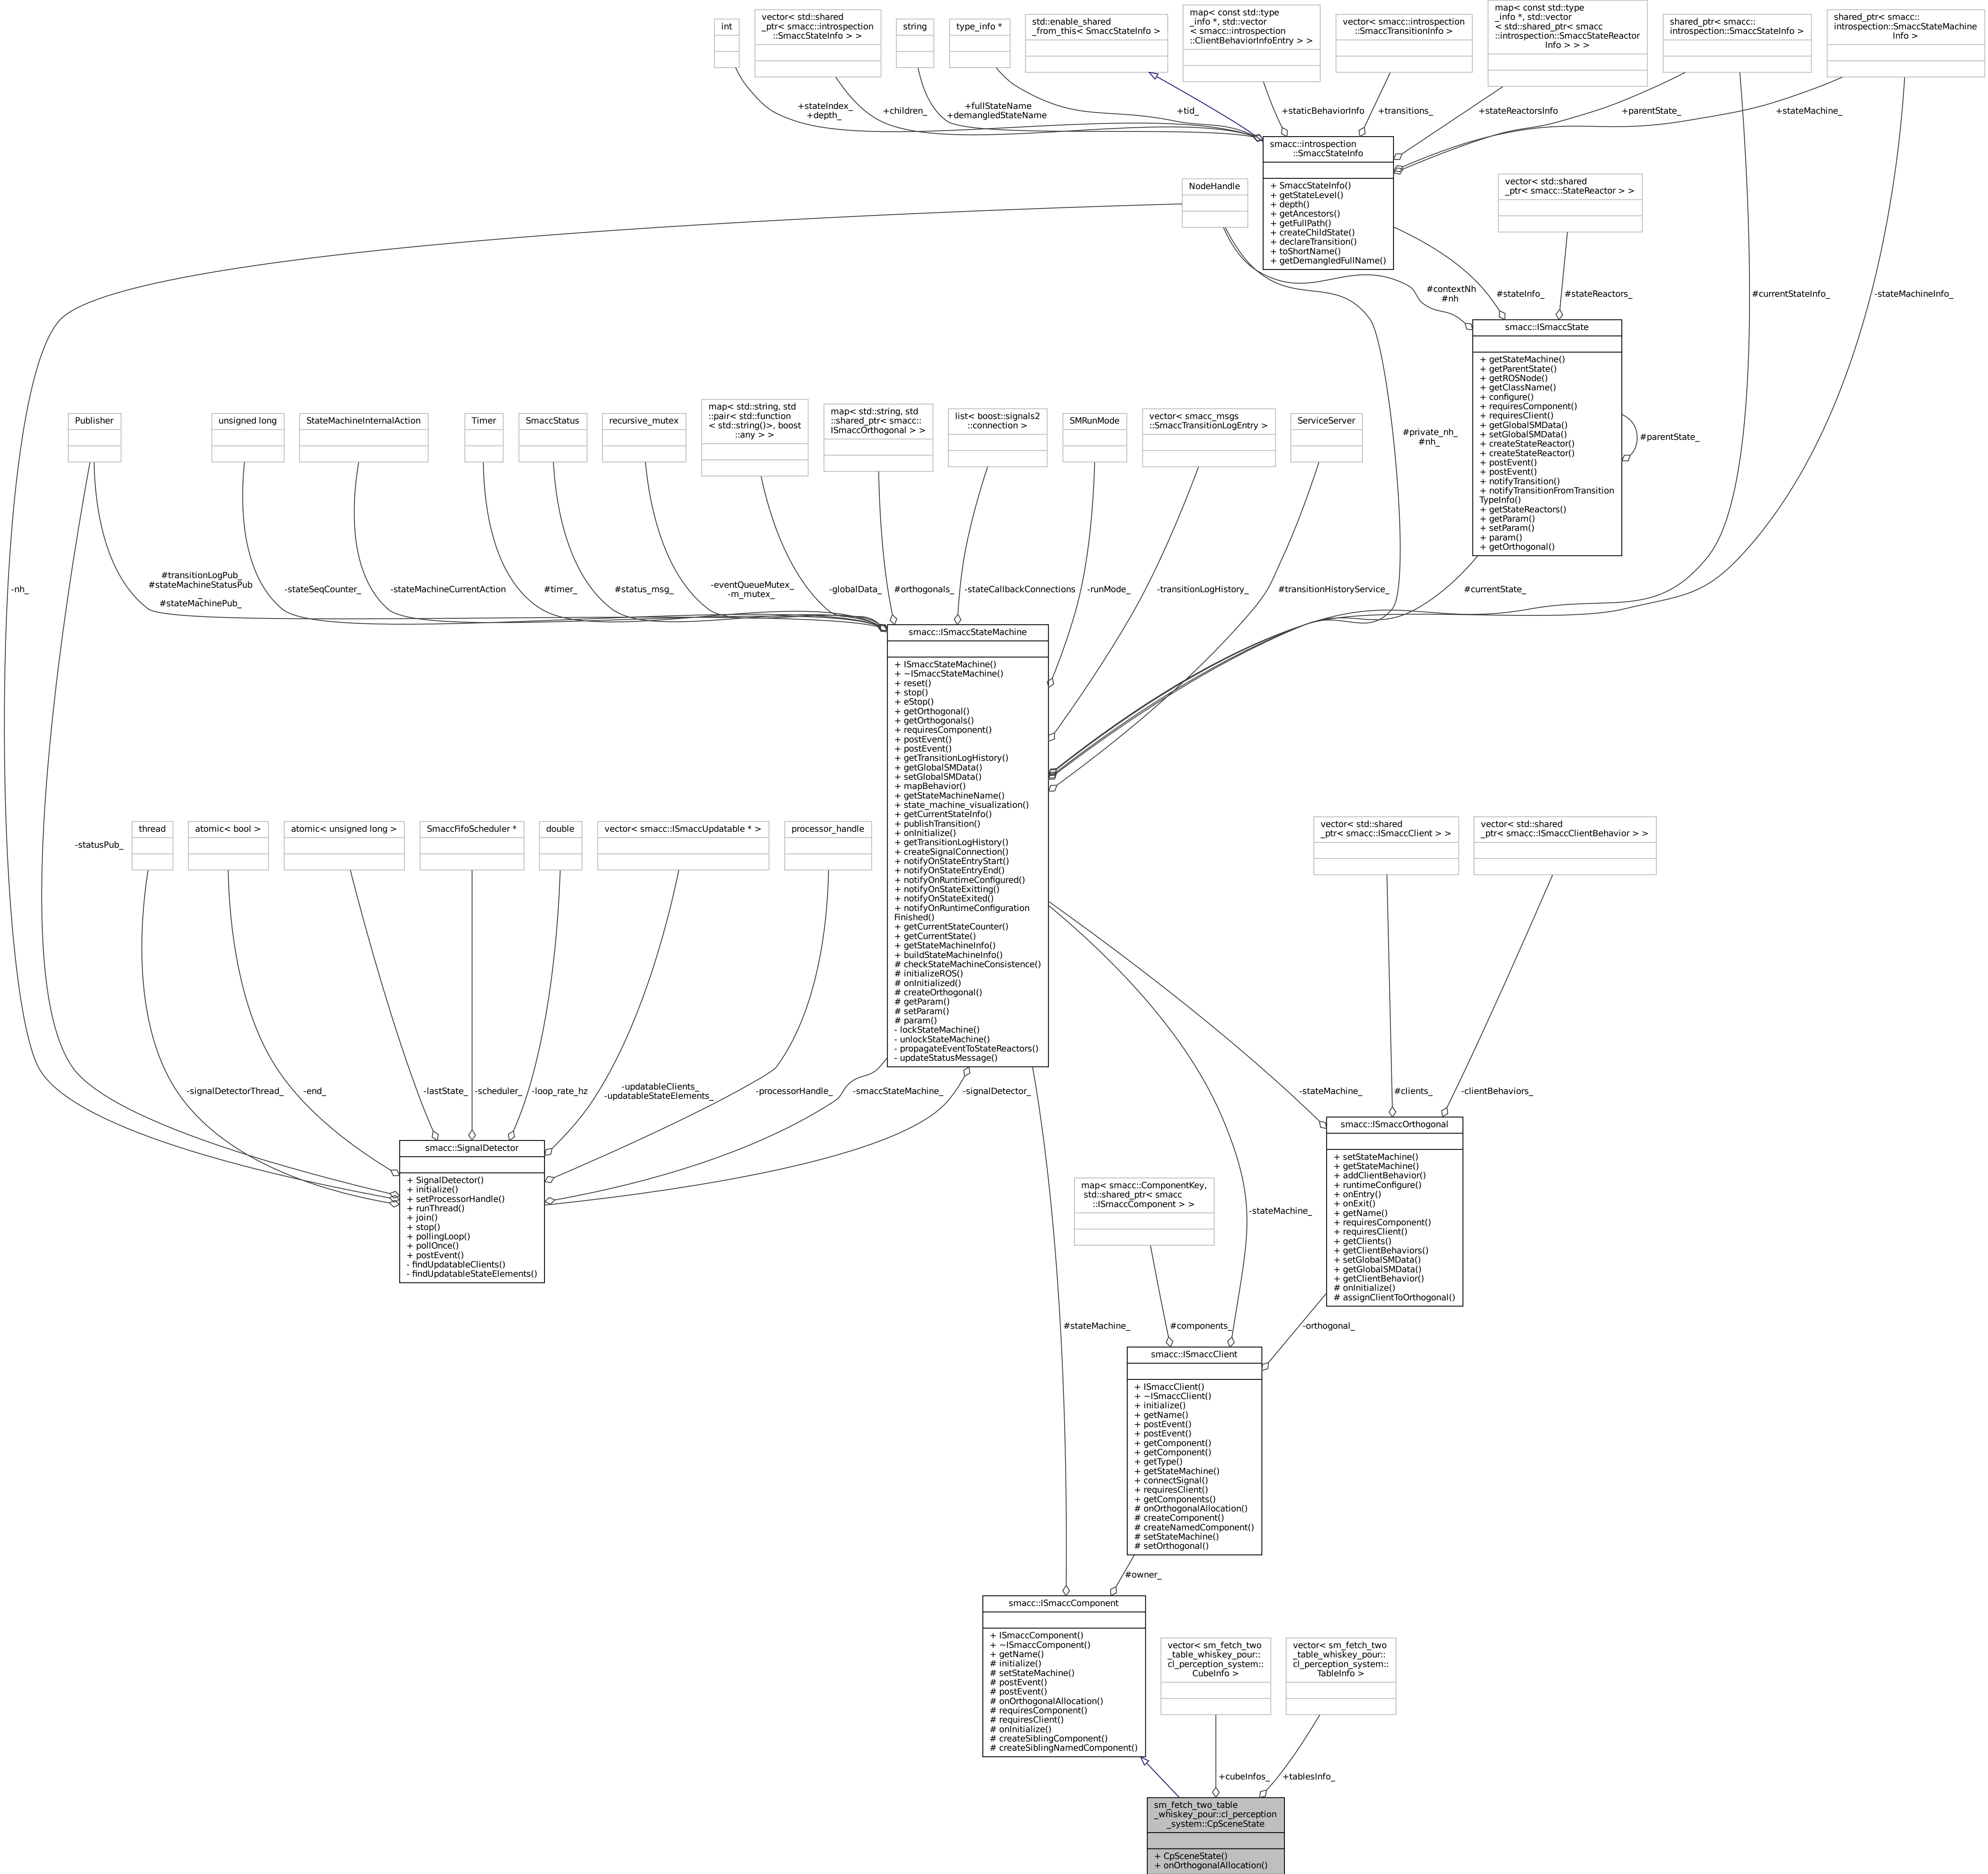 int
vector< std::shared
_ptr< smacc::introspection
::SmaccStateInfo > >
string
type_info *
std::enable_shared
_from_this< SmaccStateInfo >
map< const std::type
_info *, std::vector
< smacc::introspection
::ClientBehaviorInfoEntry > >
vector< smacc::introspection
::SmaccTransitionInfo >
map< const std::type
_info *, std::vector
< std::shared_ptr< smacc
::introspection::SmaccStateReactor
Info > > >
shared_ptr< smacc::
introspection::SmaccStateInfo >
shared_ptr< smacc::
introspection::SmaccStateMachine
Info >
+stateIndex_
+depth_
+children_
+fullStateName
+demangledStateName
+tid_
+staticBehaviorInfo
+transitions_
+stateReactorsInfo
+parentState_
+stateMachine_
smacc::introspection
::SmaccStateInfo
+ SmaccStateInfo()
+ getStateLevel()
+ depth()
+ getAncestors()
+ getFullPath()
+ createChildState()
+ declareTransition()
+ toShortName()
+ getDemangledFullName()
NodeHandle
vector< std::shared
_ptr< smacc::StateReactor > >
#contextNh
#nh
#stateInfo_
#stateReactors_
#currentStateInfo_
-stateMachineInfo_
smacc::ISmaccState
+ getStateMachine()
+ getParentState()
+ getROSNode()
+ getClassName()
+ configure()
+ requiresComponent()
+ requiresClient()
+ getGlobalSMData()
+ setGlobalSMData()
+ createStateReactor()
+ createStateReactor()
+ postEvent()
+ postEvent()
+ notifyTransition()
+ notifyTransitionFromTransition
TypeInfo()
+ getStateReactors()
+ getParam()
+ setParam()
+ param()
+ getOrthogonal()
#parentState_
Publisher
unsigned long
StateMachineInternalAction
Timer
SmaccStatus
recursive_mutex
map< std::string, std
::pair< std::function
< std::string()>, boost
::any > >
map< std::string, std
::shared_ptr< smacc::
ISmaccOrthogonal > >
list< boost::signals2
::connection >
SMRunMode
vector< smacc_msgs
::SmaccTransitionLogEntry >
ServiceServer
#private_nh_
#nh_
-nh_
#transitionLogPub_
#stateMachineStatusPub
_
#stateMachinePub_
-stateSeqCounter_
-stateMachineCurrentAction
#timer_
#status_msg_
-eventQueueMutex_
-m_mutex_
-globalData_
#orthogonals_
-stateCallbackConnections
-runMode_
-transitionLogHistory_
#transitionHistoryService_
#currentState_
smacc::ISmaccStateMachine
+ ISmaccStateMachine()
+ ~ISmaccStateMachine()
+ reset()
+ stop()
+ eStop()
+ getOrthogonal()
+ getOrthogonals()
+ requiresComponent()
+ postEvent()
+ postEvent()
+ getTransitionLogHistory()
+ getGlobalSMData()
+ setGlobalSMData()
+ mapBehavior()
+ getStateMachineName()
+ state_machine_visualization()
+ getCurrentStateInfo()
+ publishTransition()
+ onInitialize()
+ getTransitionLogHistory()
+ createSignalConnection()
+ notifyOnStateEntryStart()
+ notifyOnStateEntryEnd()
+ notifyOnRuntimeConfigured()
+ notifyOnStateExitting()
+ notifyOnStateExited()
+ notifyOnRuntimeConfiguration
Finished()
+ getCurrentStateCounter()
+ getCurrentState()
+ getStateMachineInfo()
+ buildStateMachineInfo()
# checkStateMachineConsistence()
# initializeROS()
# onInitialized()
# createOrthogonal()
# getParam()
# setParam()
# param()
- lockStateMachine()
- unlockStateMachine()
- propagateEventToStateReactors()
- updateStatusMessage()
-statusPub_
thread
atomic< bool >
atomic< unsigned long >
SmaccFifoScheduler *
double
vector< smacc::ISmaccUpdatable * >
processor_handle
vector< std::shared
_ptr< smacc::ISmaccClient > >
vector< std::shared
_ptr< smacc::ISmaccClientBehavior > >
-signalDetectorThread_
-end_
-lastState_
-scheduler_
-loop_rate_hz
-updatableClients_
-updatableStateElements_
-processorHandle_
-smaccStateMachine_
-signalDetector_
-stateMachine_
#clients_
-clientBehaviors_
smacc::SignalDetector
+ SignalDetector()
+ initialize()
+ setProcessorHandle()
+ runThread()
+ join()
+ stop()
+ pollingLoop()
+ pollOnce()
+ postEvent()
- findUpdatableClients()
- findUpdatableStateElements()
smacc::ISmaccOrthogonal
+ setStateMachine()
+ getStateMachine()
+ addClientBehavior()
+ runtimeConfigure()
+ onEntry()
+ onExit()
+ getName()
+ requiresComponent()
+ requiresClient()
+ getClients()
+ getClientBehaviors()
+ setGlobalSMData()
+ getGlobalSMData()
+ getClientBehavior()
# onInitialize()
# assignClientToOrthogonal()
map< smacc::ComponentKey,
std::shared_ptr< smacc
::ISmaccComponent > >
-stateMachine_
#stateMachine_
#components_
-orthogonal_
smacc::ISmaccClient
+ ISmaccClient()
+ ~ISmaccClient()
+ initialize()
+ getName()
+ postEvent()
+ postEvent()
+ getComponent()
+ getComponent()
+ getType()
+ getStateMachine()
+ connectSignal()
+ requiresClient()
+ getComponents()
# onOrthogonalAllocation()
# createComponent()
# createNamedComponent()
# setStateMachine()
# setOrthogonal()
#owner_
smacc::ISmaccComponent
+ ISmaccComponent()
+ ~ISmaccComponent()
+ getName()
# initialize()
# setStateMachine()
# postEvent()
# postEvent()
# onOrthogonalAllocation()
# requiresComponent()
# requiresClient()
# onInitialize()
# createSiblingComponent()
# createSiblingNamedComponent()
vector< sm_fetch_two
_table_whiskey_pour::
cl_perception_system::
CubeInfo >
vector< sm_fetch_two
_table_whiskey_pour::
cl_perception_system::
TableInfo >
+cubeInfos_
+tablesInfo_
sm_fetch_two_table
_whiskey_pour::cl_perception
_system::CpSceneState
+ CpSceneState()
+ onOrthogonalAllocation()